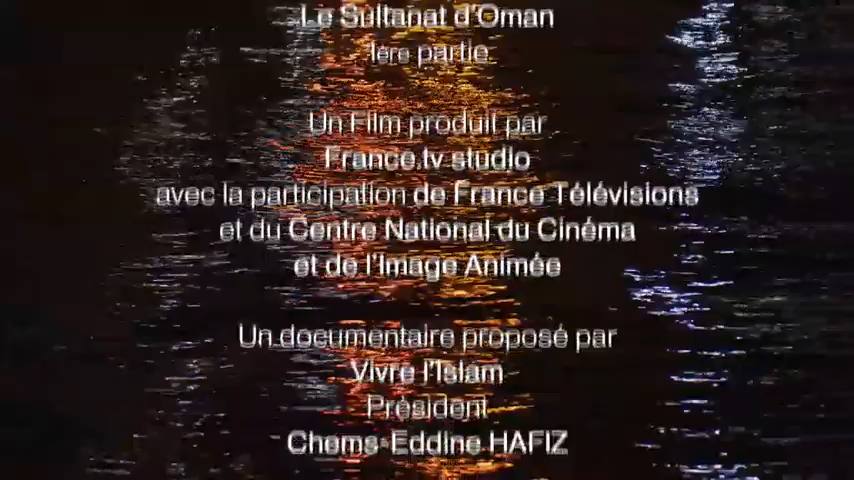 Le Sultanat d'Oman
1ère partie
Un Film produit par
France.tv studio
avec la participation de France Télévisions
et du Centre National du Cinéma
et de l'Image Animée
Un documentaire proposé par
Vivre l'Islam
Président
Chems-Eddine HAFIZ